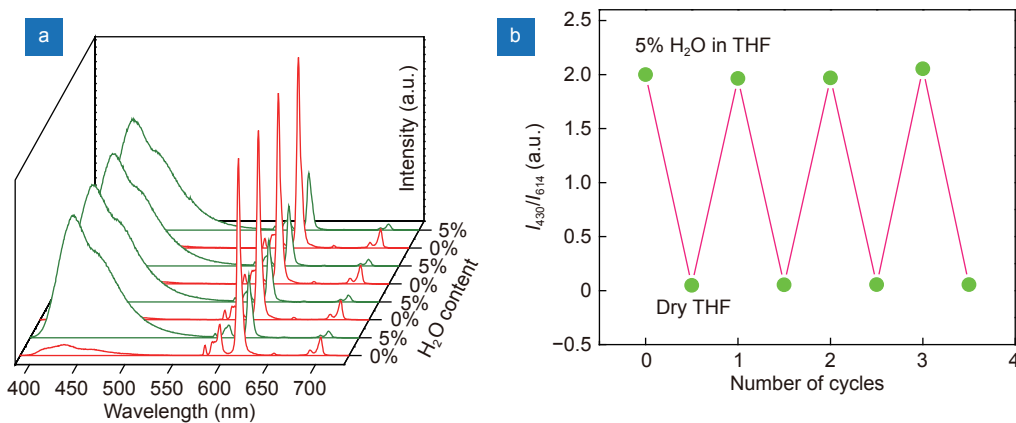 a
Intensity (a.u.)
5%
0%
5%
0%
5%
0%
5%
0%
H₂O content
400 450 500 550 600 650 700
Wavelength (nm)
b
2.5
2.0
1.5
1.0
0.5
0
−0.5
I₄₃₀/I₆₁₄ (a.u.)
5% H₂O in THF
Dry THF
0 1 2 3 4
Number of cycles